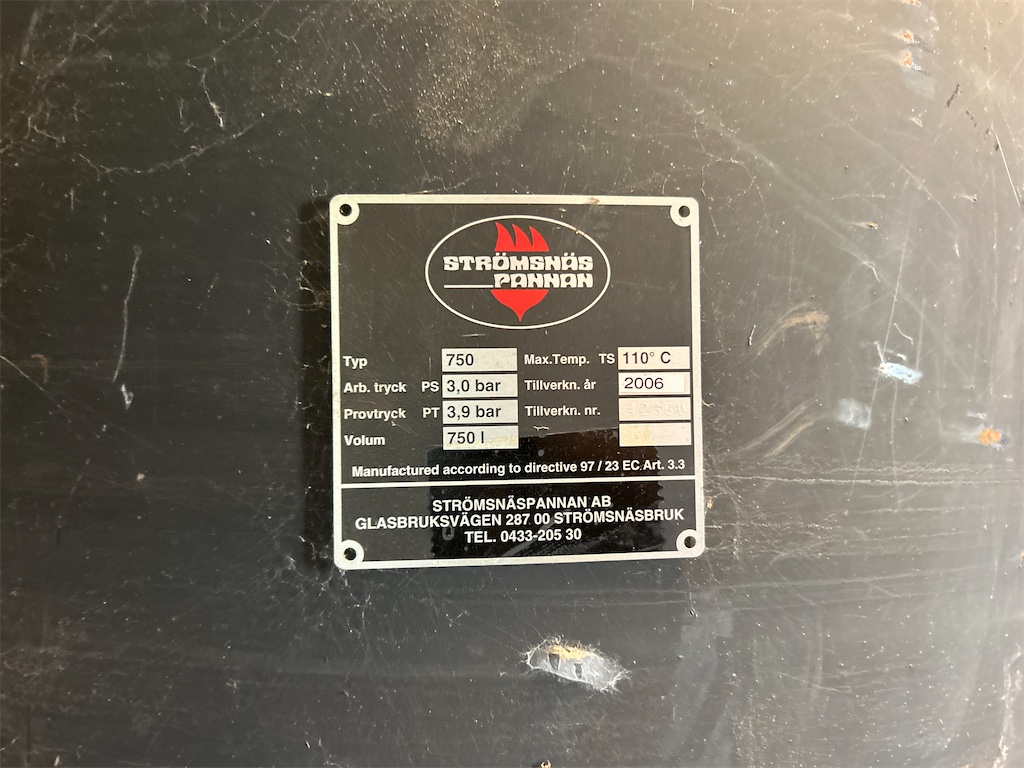 STRÖMSNÄS
PANNAN
Typ 750 Max.Temp. TS 110° C
Arb. tryck PS 3,0 bar Tillverkn. år 2006
Provtryck PT 3,9 bar Tillverkn. nr.
Volum 750 l
Manufactured according to directive 97 / 23 EC.Art. 3.3
STRÖMSNÄSPANNAN AB
GLASBRUKSVÄGEN 287 00 STRÖMSNÄSBRUK
TEL. 0433-205 30